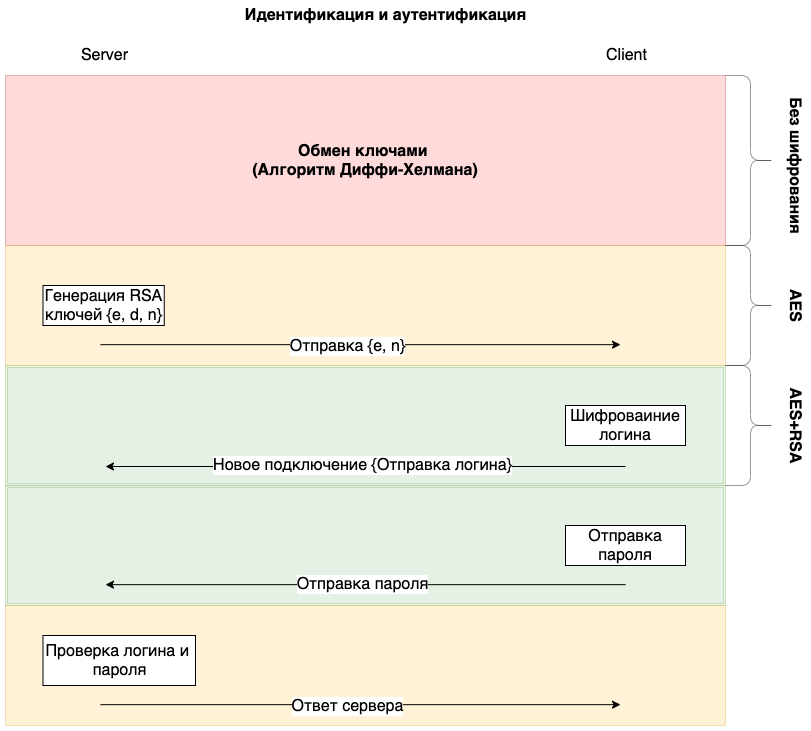 Идентификация и аутентификация
Server
Client
Обмен ключами
(Алгоритм Диффи-Хелмана)
Без шифрования
Генерация RSA
ключей {e, d, n}
AES
Отправка {e, n}
Шифроваиние
логина
AES+RSA
Новое подключение {Отправка логина}
Отправка
пароля
Отправка пароля
Проверка логина и
пароля
Ответ сервера